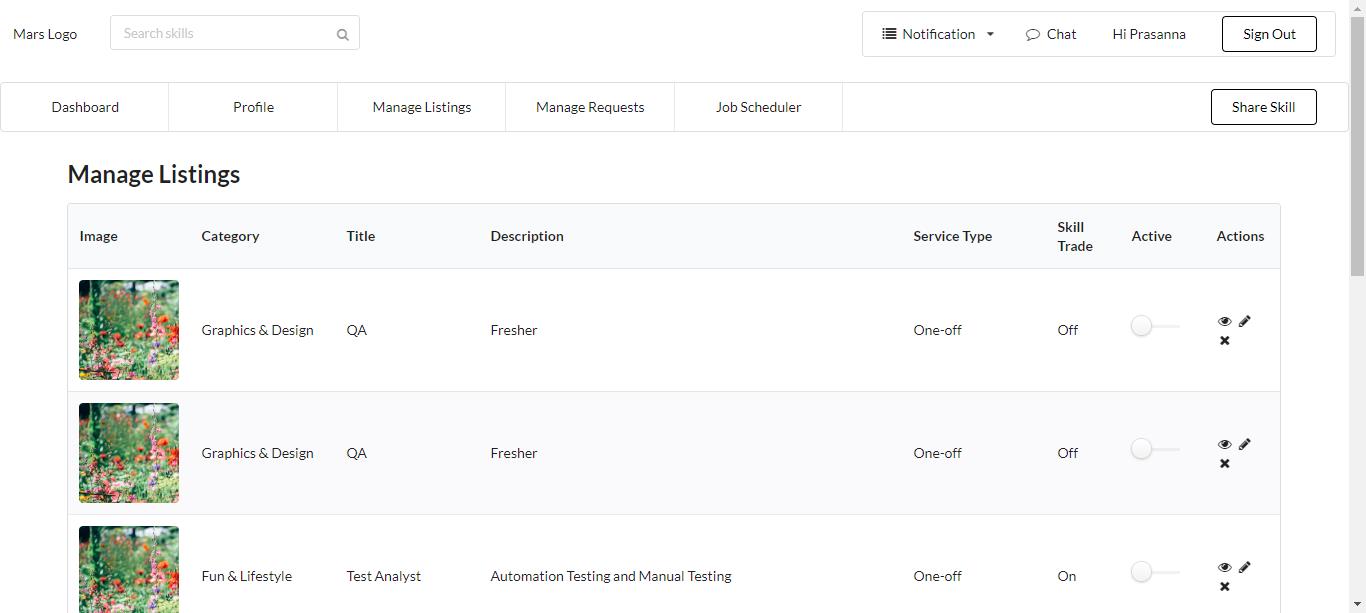 Mars Logo
Search skills
Notification
Chat
Hi Prasanna
Sign Out
Dashboard
Profile
Manage Listings
Manage Requests
Job Scheduler
Share Skill
Manage Listings
Image
Category
Title
Description
Service Type
Skill
Trade
Active
Actions
Graphics & Design
QA
Fresher
One-off
Off
Graphics & Design
QA
Fresher
One-off
Off
Fun & Lifestyle
Test Analyst
Automation Testing and Manual Testing
One-off
On